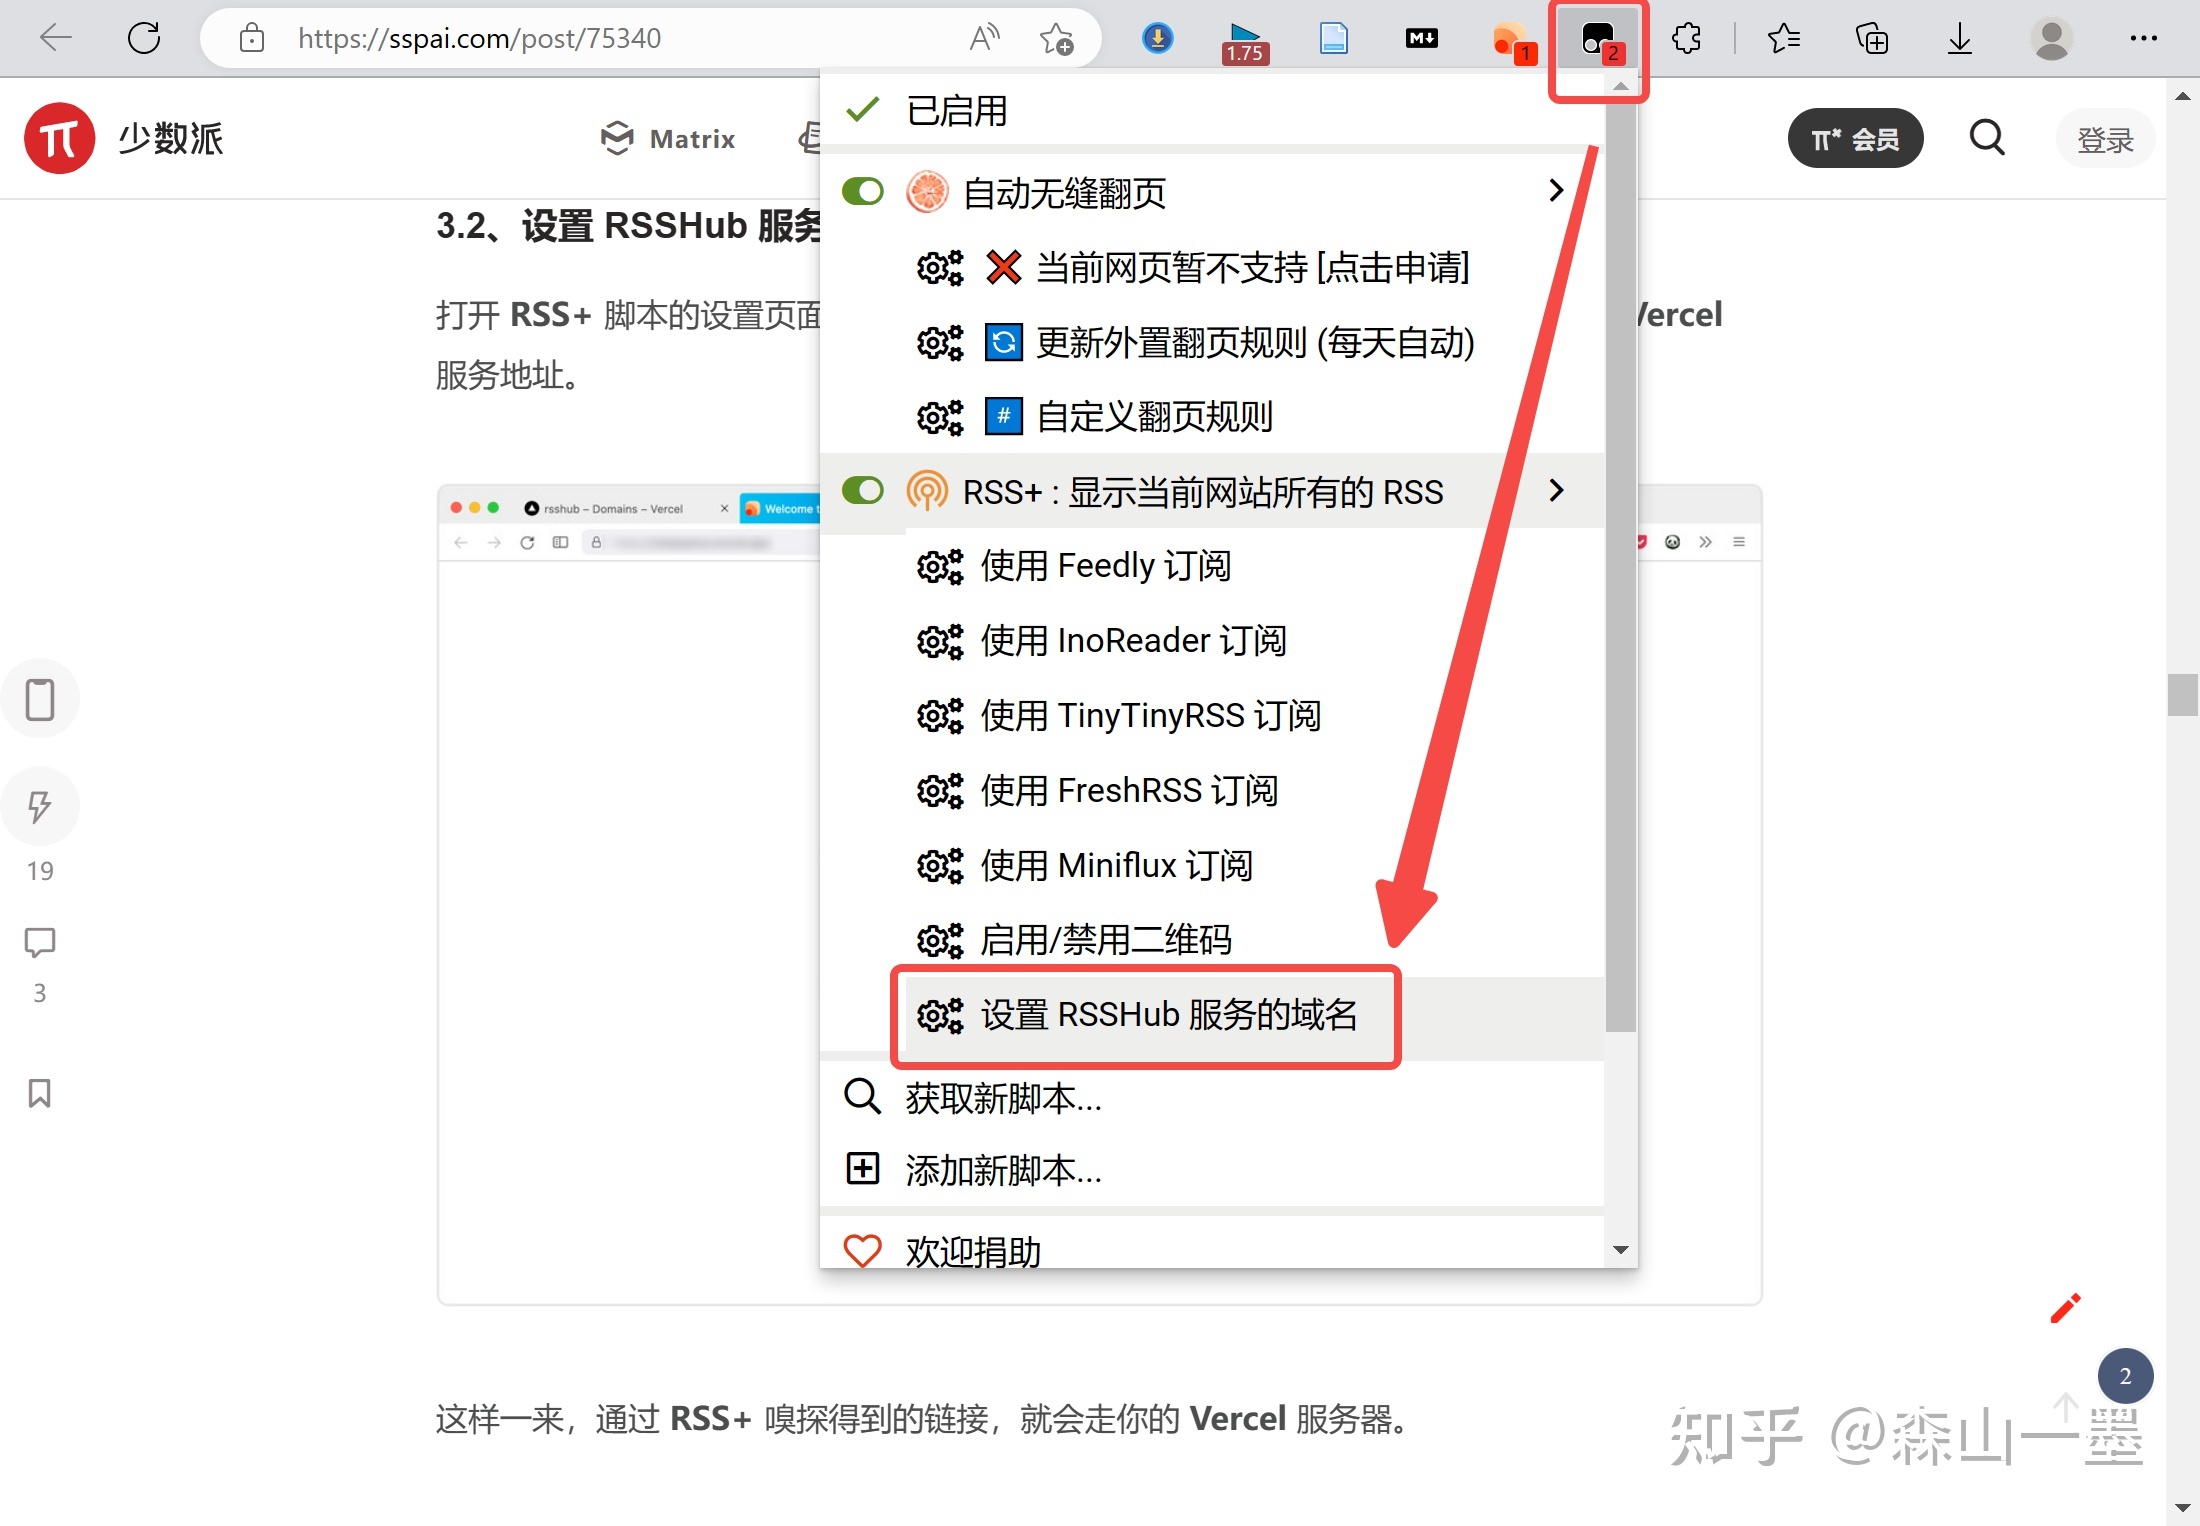 https://sspai.com/post/75340
1.75
M
1
2
少数派
Matrix
会员
登录
已启用
自动无缝翻页
当前网页暂不支持 [点击申请]
更新外置翻页规则 (每天自动)
# 自定义翻页规则
RSS+ : 显示当前网站所有的 RSS
使用 Feedly 订阅
使用 InoReader 订阅
使用 TinyTinyRSS 订阅
使用 FreshRSS 订阅
使用 Miniflux 订阅
启用/禁用二维码
设置 RSSHub 服务的域名
获取新脚本...
添加新脚本...
欢迎捐助
3.2、设置 RSSHub 服务
打开 RSS+ 脚本的设置页面
Vercel
服务地址。
rsshub – Domains – Vercel
Welcome t
19
3
这样一来，通过 RSS+ 嗅探得到的链接，就会走你的 Vercel 服务器。
2
知乎 @森山一墨